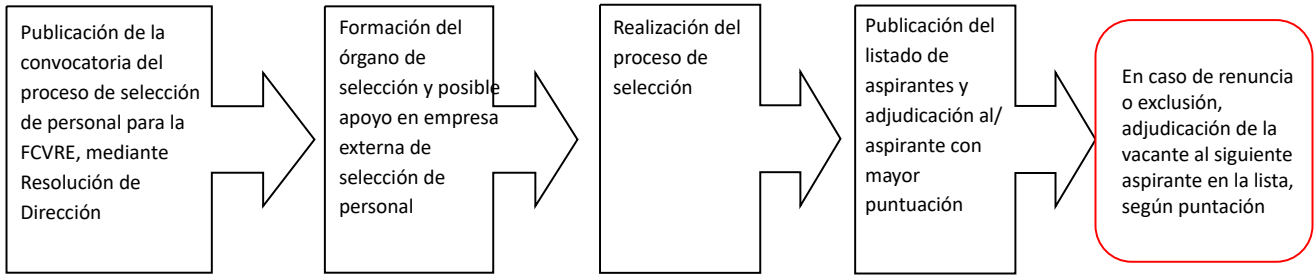 Publicación de la
convocatoria del
proceso de selección
de personal para la
FCVRE, mediante
Resolución de
Dirección
Formación del
órgano de
selección y posible
apoyo en empresa
externa de
selección de
personal
Realización del
proceso de
selección
Publicación del
listado de
aspirantes y
adjudicación al/
aspirante con
mayor
puntuación
En caso de renuncia
o exclusión,
adjudicación de la
vacante al siguiente
aspirante en la lista,
según puntación